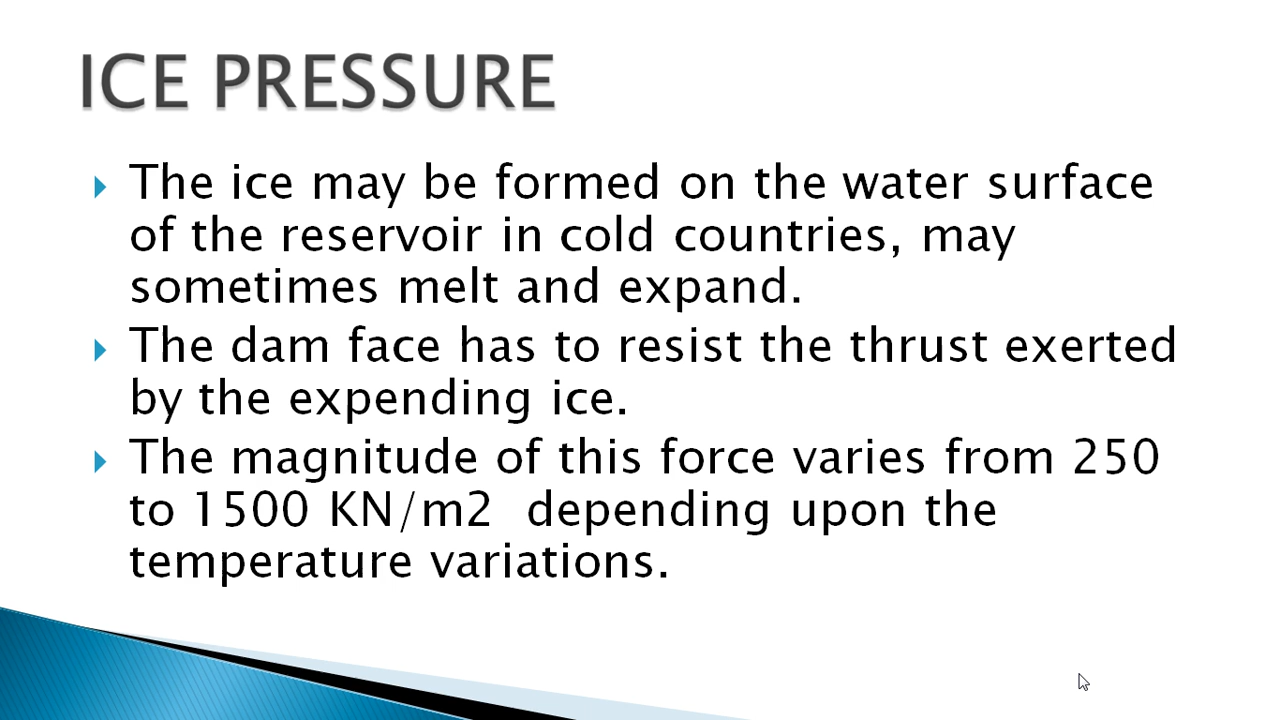 ICE PRESSURE
The ice may be formed on the water surface
of the reservoir in cold countries, may
sometimes melt and expand.
The dam face has to resist the thrust exerted
by the expending ice.
The magnitude of this force varies from 250
to 1500 KN/m2  depending upon the
temperature variations.